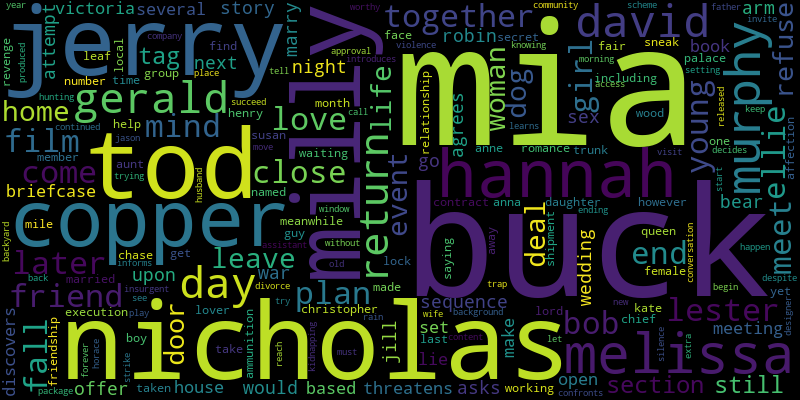 year victoria several story marry
jerry together david community scheme father arm
worthy
attempt revenge leaf local tag find next
company robin secret face fair sneak book invite
produced number time group place approval
violence knowing palace setting refuse
gerald night milly mia girl young murphy
home hunting succeed tell introduces month call
morning access including
tod love life woman dog
henry relationship agrees sex wood released keep
film continued help mind susan
member jason move waiting anne romance trunk one visit
learns decides affection
come aunt trying husband close return event go hannah ellie meet
briefcase named contract anna daughter however bear
copper mile meanwhile guy window without ending start
backyard chase deal queen
later get leave war lock saying away shipment wedding end female conversation happen
back informs married upon assistant old
friend day plan divorce try made trap despite yet
insurgent see christopher sequence lord new begin designer
execution lover rain wife background kate lester
friendship play door nicholas jill set make bob chief meeting
fall boy ammunition reach kidnapping last lie content melissa silence extra
discovers forever horace strike take must let confronts
package offer taken house would based threatens asks working open section still